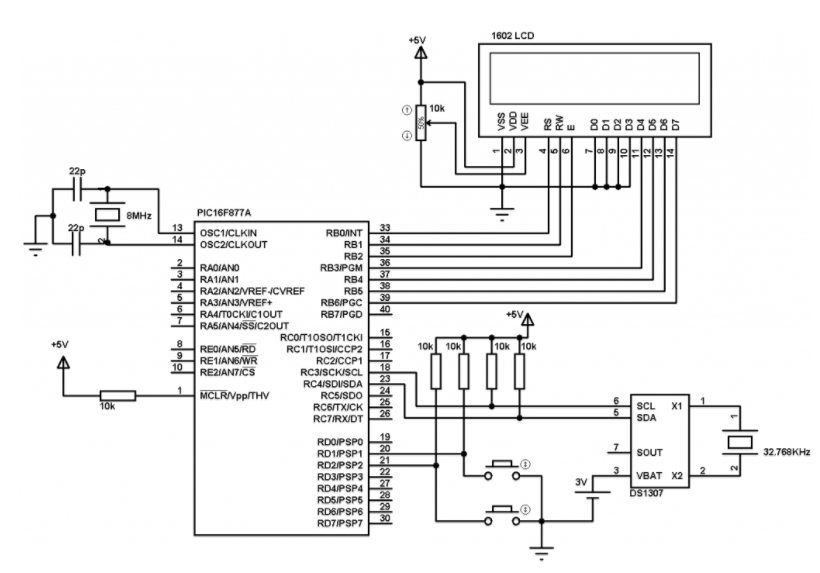 +5V
1602 LCD
10k
50%
VSS
VDD
VEE
RS
RW
E
D0
D1
D2
D3
D4
D5
D6
D7
1
2
3
4
5
6
7
8
9
10
11
12
13
14
22p
8MHz
22p
2
PIC16F877A
13 OSC1/CLKIN
14 OSC2/CLKOUT
2 RA0/AN0
3 RA1/AN1
4 RA2/AN2/VREF-/CVREF
5 RA3/AN3/VREF+
6 RA4/T0CKI/C1OUT
7 RA5/AN4/SS/C2OUT
8 RE0/AN5/RD
9 RE1/AN6/WR
10 RE2/AN7/CS
1 MCLR/Vpp/THV
+5V
10k
RB0/INT 33
RB1 34
RB2 35
RB3/PGM 36
RB4 37
RB5 38
RB6/PGC 39
RB7/PGD 40
RC0/T1OSO/T1CKI 15
RC1/T1OSI/CCP2 16
RC2/CCP1 17
RC3/SCK/SCL 18
RC4/SDI/SDA 23
RC5/SDO 24
RC6/TX/CK 25
RC7/RX/DT 26
RD0/PSP0 19
RD1/PSP1 20
RD2/PSP2 21
RD3/PSP3 22
RD4/PSP4 27
RD5/PSP5 28
RD6/PSP6 29
RD7/PSP7 30
+5V
10k 10k 10k 10k
6 SCL X1 1
5 SDA
7 SOUT
3 VBAT X2 2
DS1307
1
2
32.768KHz
3V